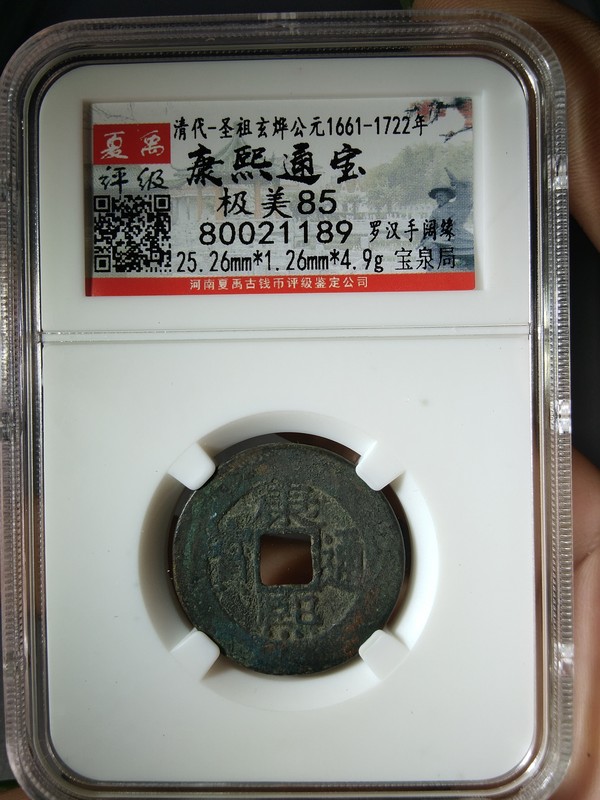 清代-圣祖玄烨公元1661-1722年
夏禹
评级
康熙通宝
极美85
80021189 罗汉手阔缘
25.26mm*1.26mm*4.9g 宝泉局
河南夏禹古钱币评级鉴定公司
康
通
熙